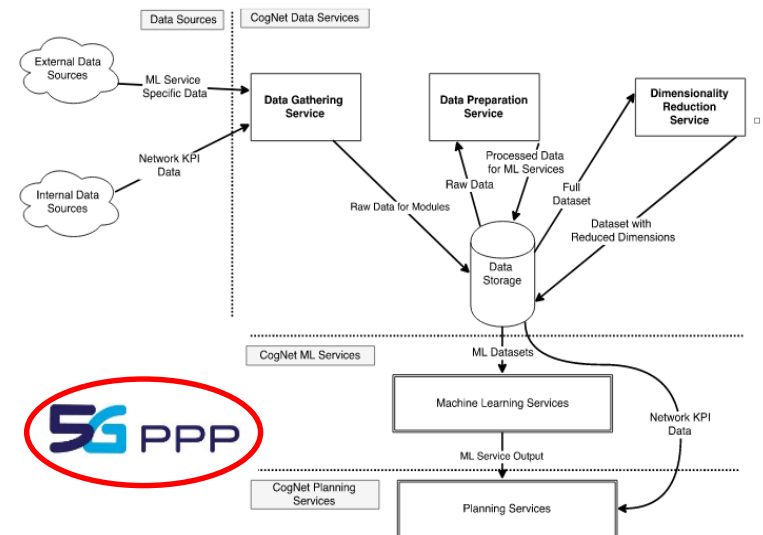 Data Sources
CogNet Data Services
External Data
Sources
ML Service
Specific Data
Data Gathering
Service
Data Preparation
Service
Dimensionality
Reduction
Service
Network KPI
Data
Internal Data
Sources
Raw Data for Modules
Raw Data
Processed Data
for ML Services
Full
Dataset
Dataset with
Reduced Dimensions
Data
Storage
CogNet ML Services
ML Datasets
Machine Learning Services
Network KPI
Data
5G PPP
ML Service Output
CogNet Planning
Services
Planning Services